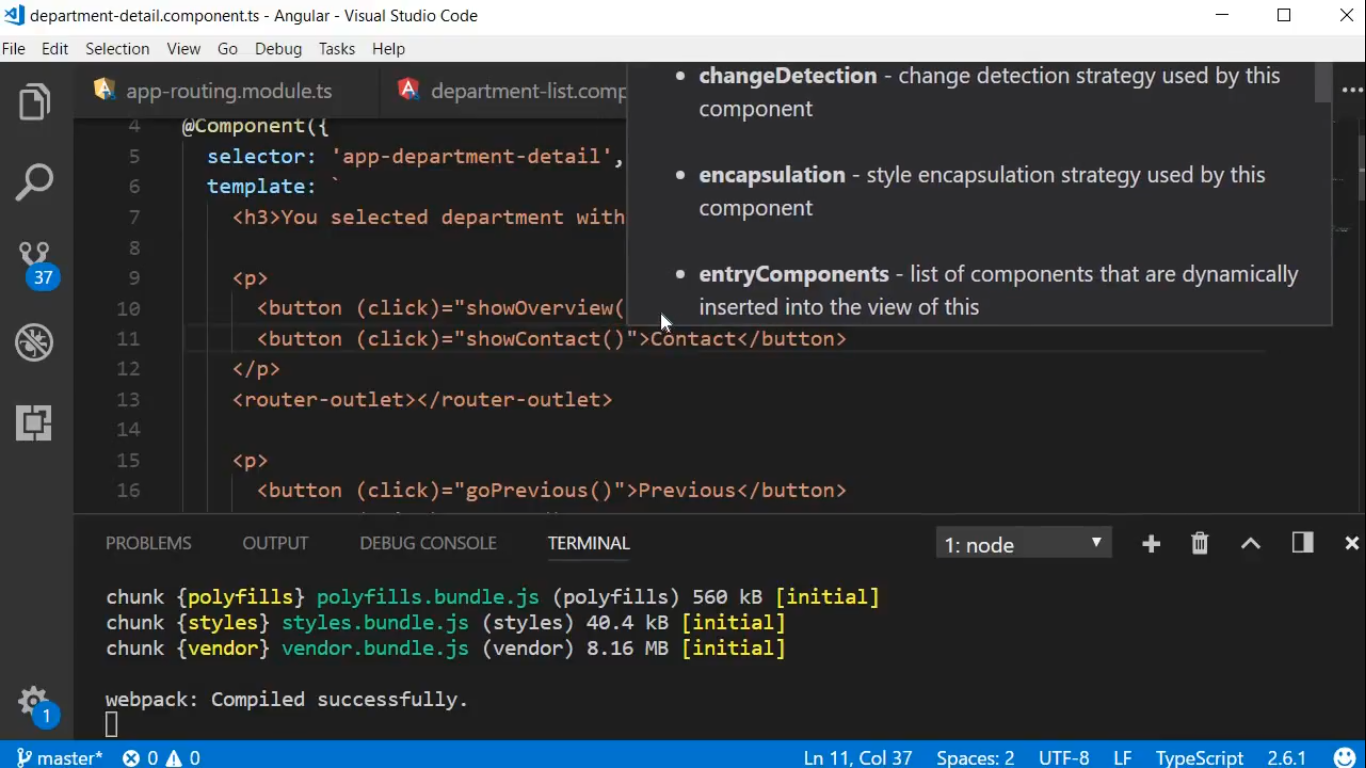 department-detail.component.ts - Angular - Visual Studio Code
File Edit Selection View Go Debug Tasks Help
app-routing.module.ts department-list.comp
4 @Component({
5 selector: 'app-department-detail',
6 template: `
7 <h3>You selected department with
8
9 <p>
10 <button (click)="showOverview(
11 <button (click)="showContact()">Contact</button>
12 </p>
13 <router-outlet></router-outlet>
14
15 <p>
16 <button (click)="goPrevious()">Previous</button>
• changeDetection - change detection strategy used by this
component
• encapsulation - style encapsulation strategy used by this
component
• entryComponents - list of components that are dynamically
inserted into the view of this
37
1
PROBLEMS OUTPUT DEBUG CONSOLE TERMINAL 1: node
chunk {polyfills} polyfills.bundle.js (polyfills) 560 kB [initial]
chunk {styles} styles.bundle.js (styles) 40.4 kB [initial]
chunk {vendor} vendor.bundle.js (vendor) 8.16 MB [initial]
webpack: Compiled successfully.
master* 0 0 Ln 11, Col 37 Spaces: 2 UTF-8 LF TypeScript 2.6.1